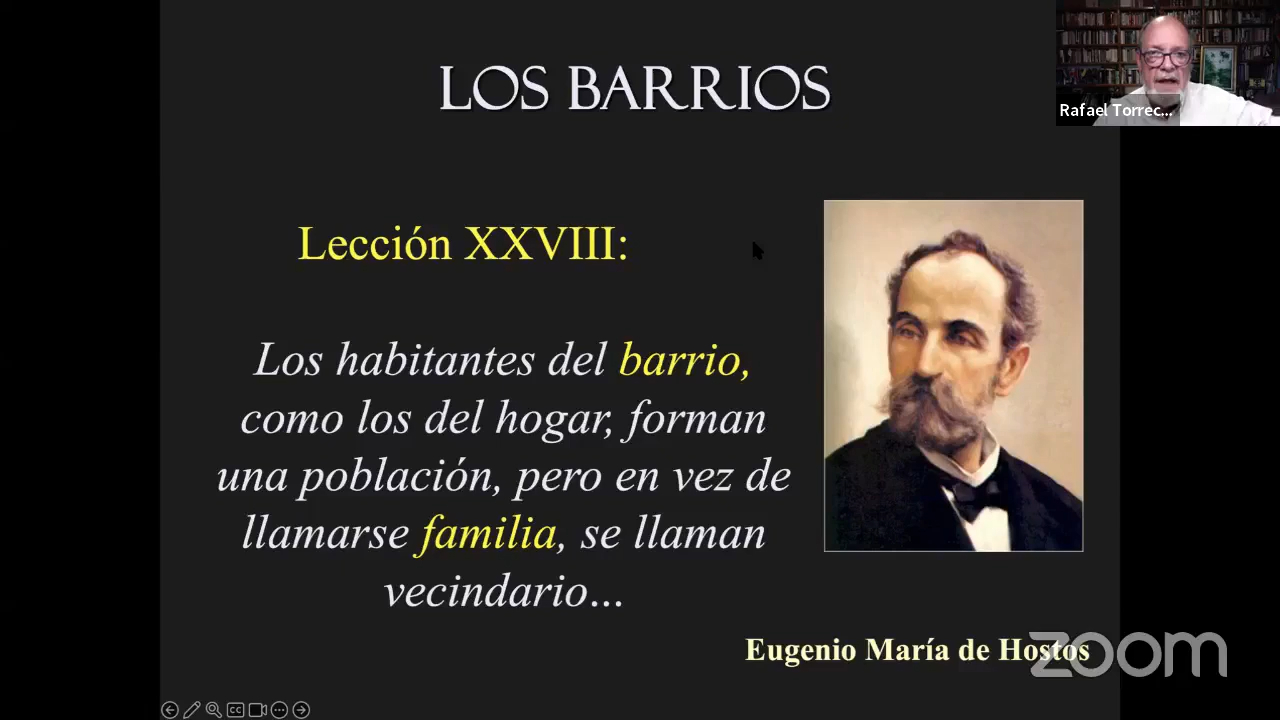 LOS BARRIOS
Rafael Torrec...
Lección XXVIII:
Los habitantes del barrio,
como los del hogar, forman
una población, pero en vez de
llamarse familia, se llaman
vecindario...
Eugenio María de Hostos
zoom
CC